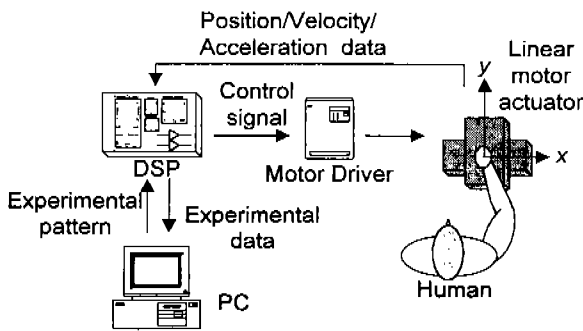 Position/Velocity/
Acceleration data
Linear
motor
actuator
y
x
Control
signal
DSP
Motor Driver
Experimental
pattern
Experimental
data
PC
Human